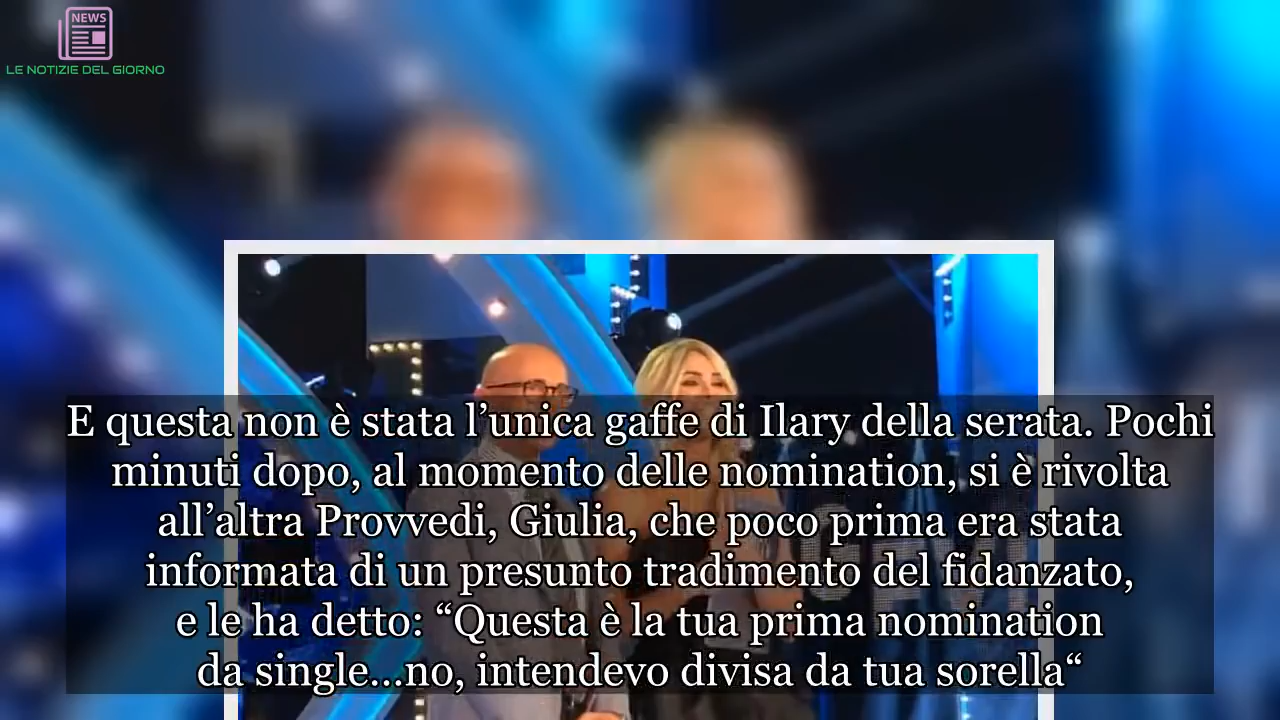 NEWS
LE NOTIZIE DEL GIORNO
E questa non è stata l’unica gaffe di Ilary della serata. Pochi
minuti dopo, al momento delle nomination, si è rivolta
all’altra Provvedi, Giulia, che poco prima era stata
informata di un presunto tradimento del fidanzato,
e le ha detto: “Questa è la tua prima nomination
da single...no, intendevo divisa da tua sorella“